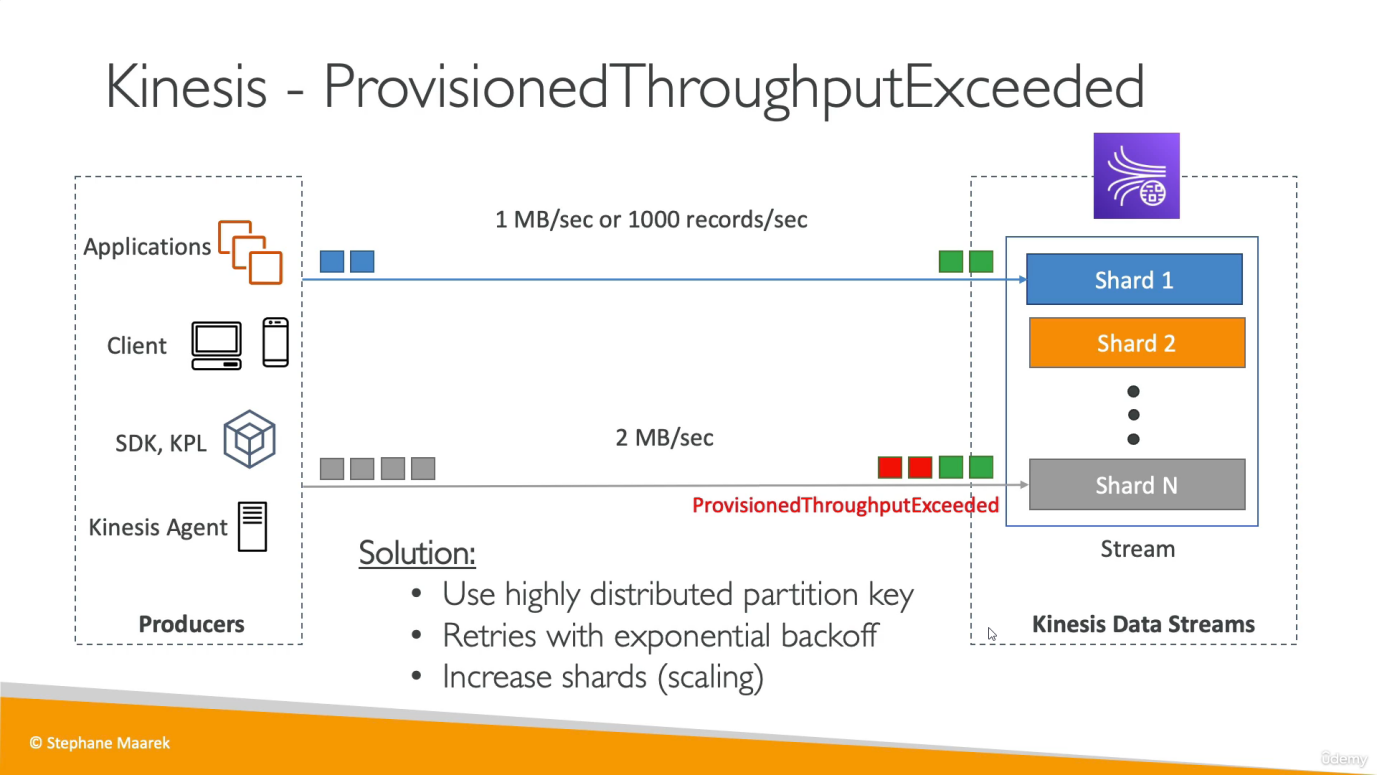 Kinesis - ProvisionedThroughputExceeded
Applications
Client
SDK, KPL
Kinesis Agent
Producers
1 MB/sec or 1000 records/sec
2 MB/sec
ProvisionedThroughputExceeded
Shard 1
Shard 2
Shard N
Stream
Kinesis Data Streams
Solution:
• Use highly distributed partition key
• Retries with exponential backoff
• Increase shards (scaling)
© Stephane Maarek
ûdemy